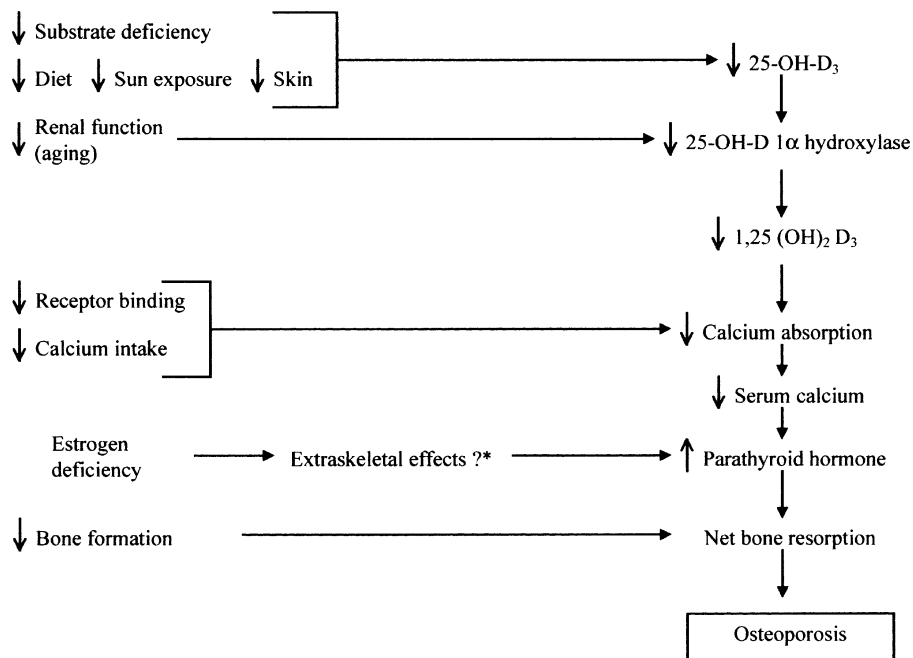 ↓ Substrate deficiency
↓ Diet ↓ Sun exposure ↓ Skin
↓ 25-OH-D₃
↓ Renal function
(aging)
↓ 25-OH-D 1α hydroxylase
↓ 1,25 (OH)₂ D₃
↓ Receptor binding
↓ Calcium intake
↓ Calcium absorption
↓ Serum calcium
Estrogen
deficiency
Extraskeletal effects ?*
↑ Parathyroid hormone
↓ Bone formation
Net bone resorption
Osteoporosis